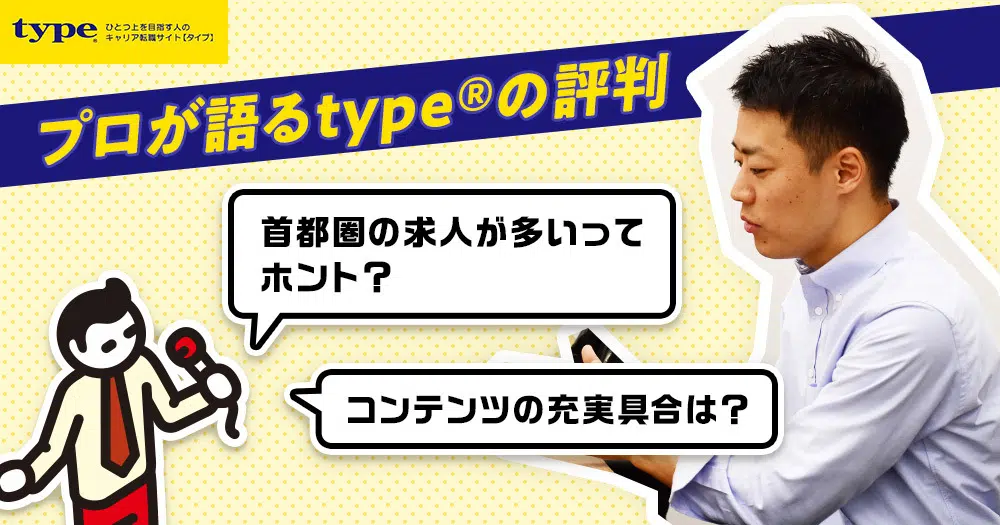 type®
ひとつ上を目指す人の
キャリア転職サイト【タイプ】
プロが語るtype®の評判
首都圏の求人が多いって
ホント？
コンテンツの充実具合は？